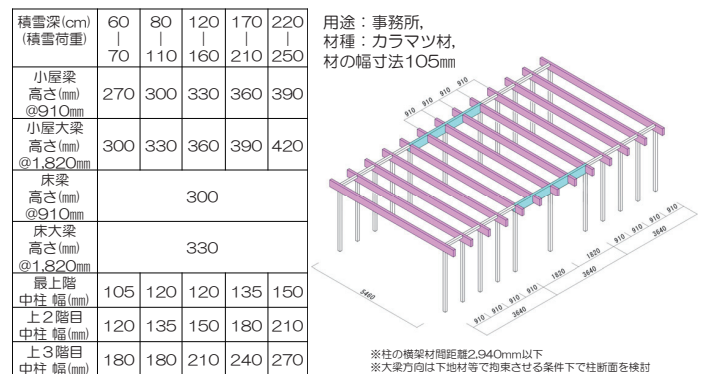 積雪深(cm) 60 80 120 170 220
(積雪荷重) | | | | |
70 110 160 210 250
小屋梁
高さ(㎜) 270 300 330 360 390
@910㎜
小屋大梁
高さ(㎜) 300 330 360 390 420
@1,820㎜
床梁
高さ(㎜) 300
@910㎜
床大梁
高さ(㎜) 330
@1,820㎜
最上階 105 120 120 135 150
中柱 幅(㎜)
上2階目 120 135 150 180 210
中柱 幅(㎜)
上3階目 180 180 210 240 270
中柱 幅(㎜)
用途：事務所,
材種：カラマツ材,
材の幅寸法105㎜
910 910 910 910
5460
910 910 910 910 1820 1820 910 910 910 910
3640 3640 3640
※柱の横架材間距離2,940mm以下
※大梁方向は下地材等で拘束させる条件下で柱断面を検討